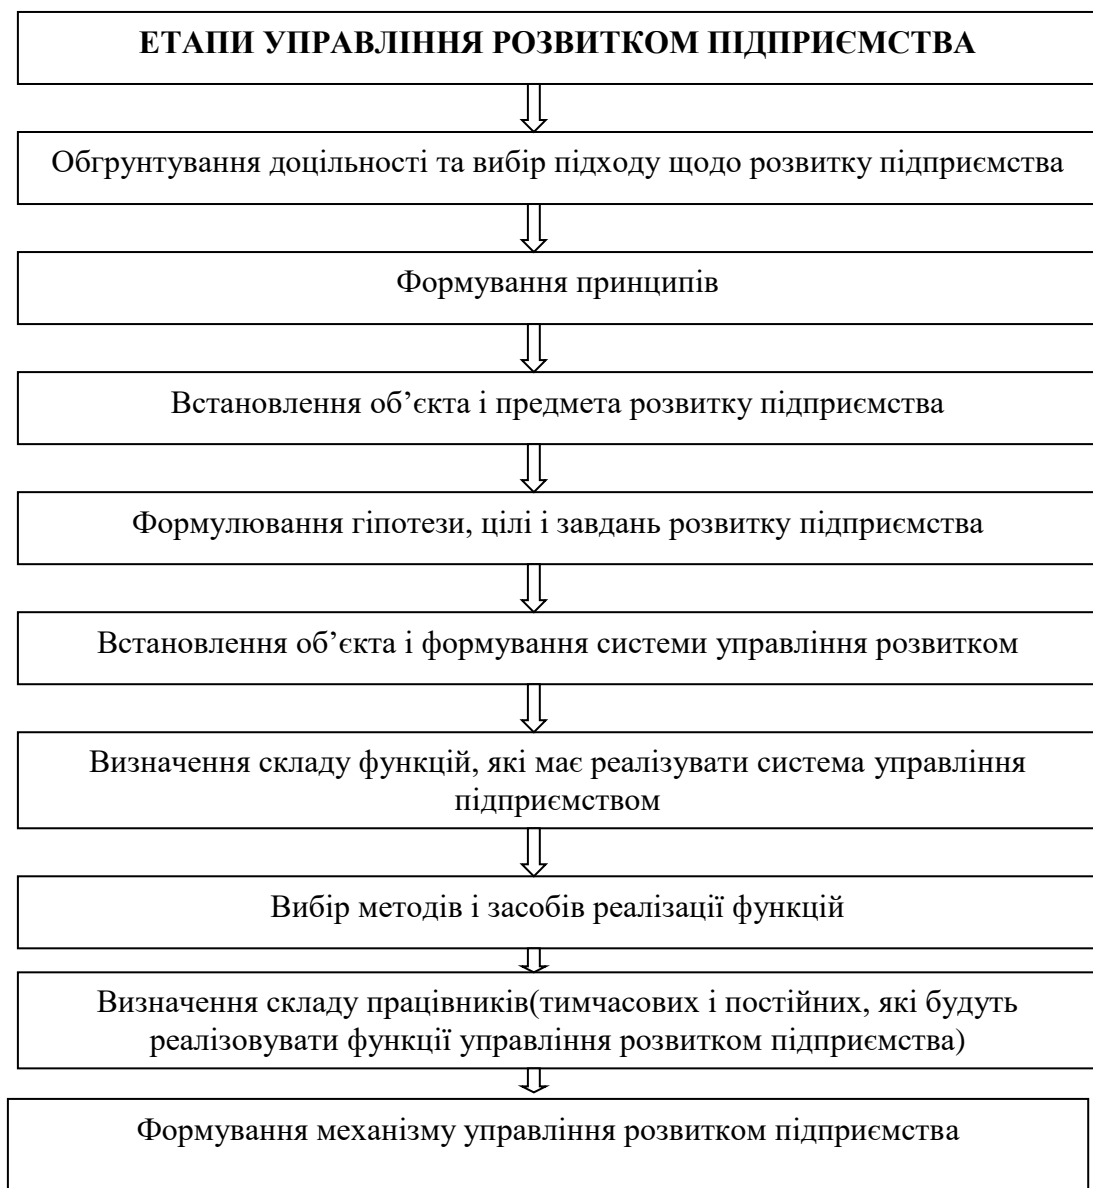 ЕТАПИ УПРАВЛІННЯ РОЗВИТКОМ ПІДПРИЄМСТВА
Обгрунтування доцільності та вибір підходу щодо розвитку підприємства
Формування принципів
Встановлення об’єкта і предмета розвитку підприємства
Формулювання гіпотези, цілі і завдань розвитку підприємства
Встановлення об’єкта і формування системи управління розвитком
Визначення складу функцій, які має реалізувати система управління
підприємством
Вибір методів і засобів реалізації функцій
Визначення складу працівників(тимчасових і постійних, які будуть
реалізовувати функції управління розвитком підприємства)
Формування механізму управління розвитком підприємства